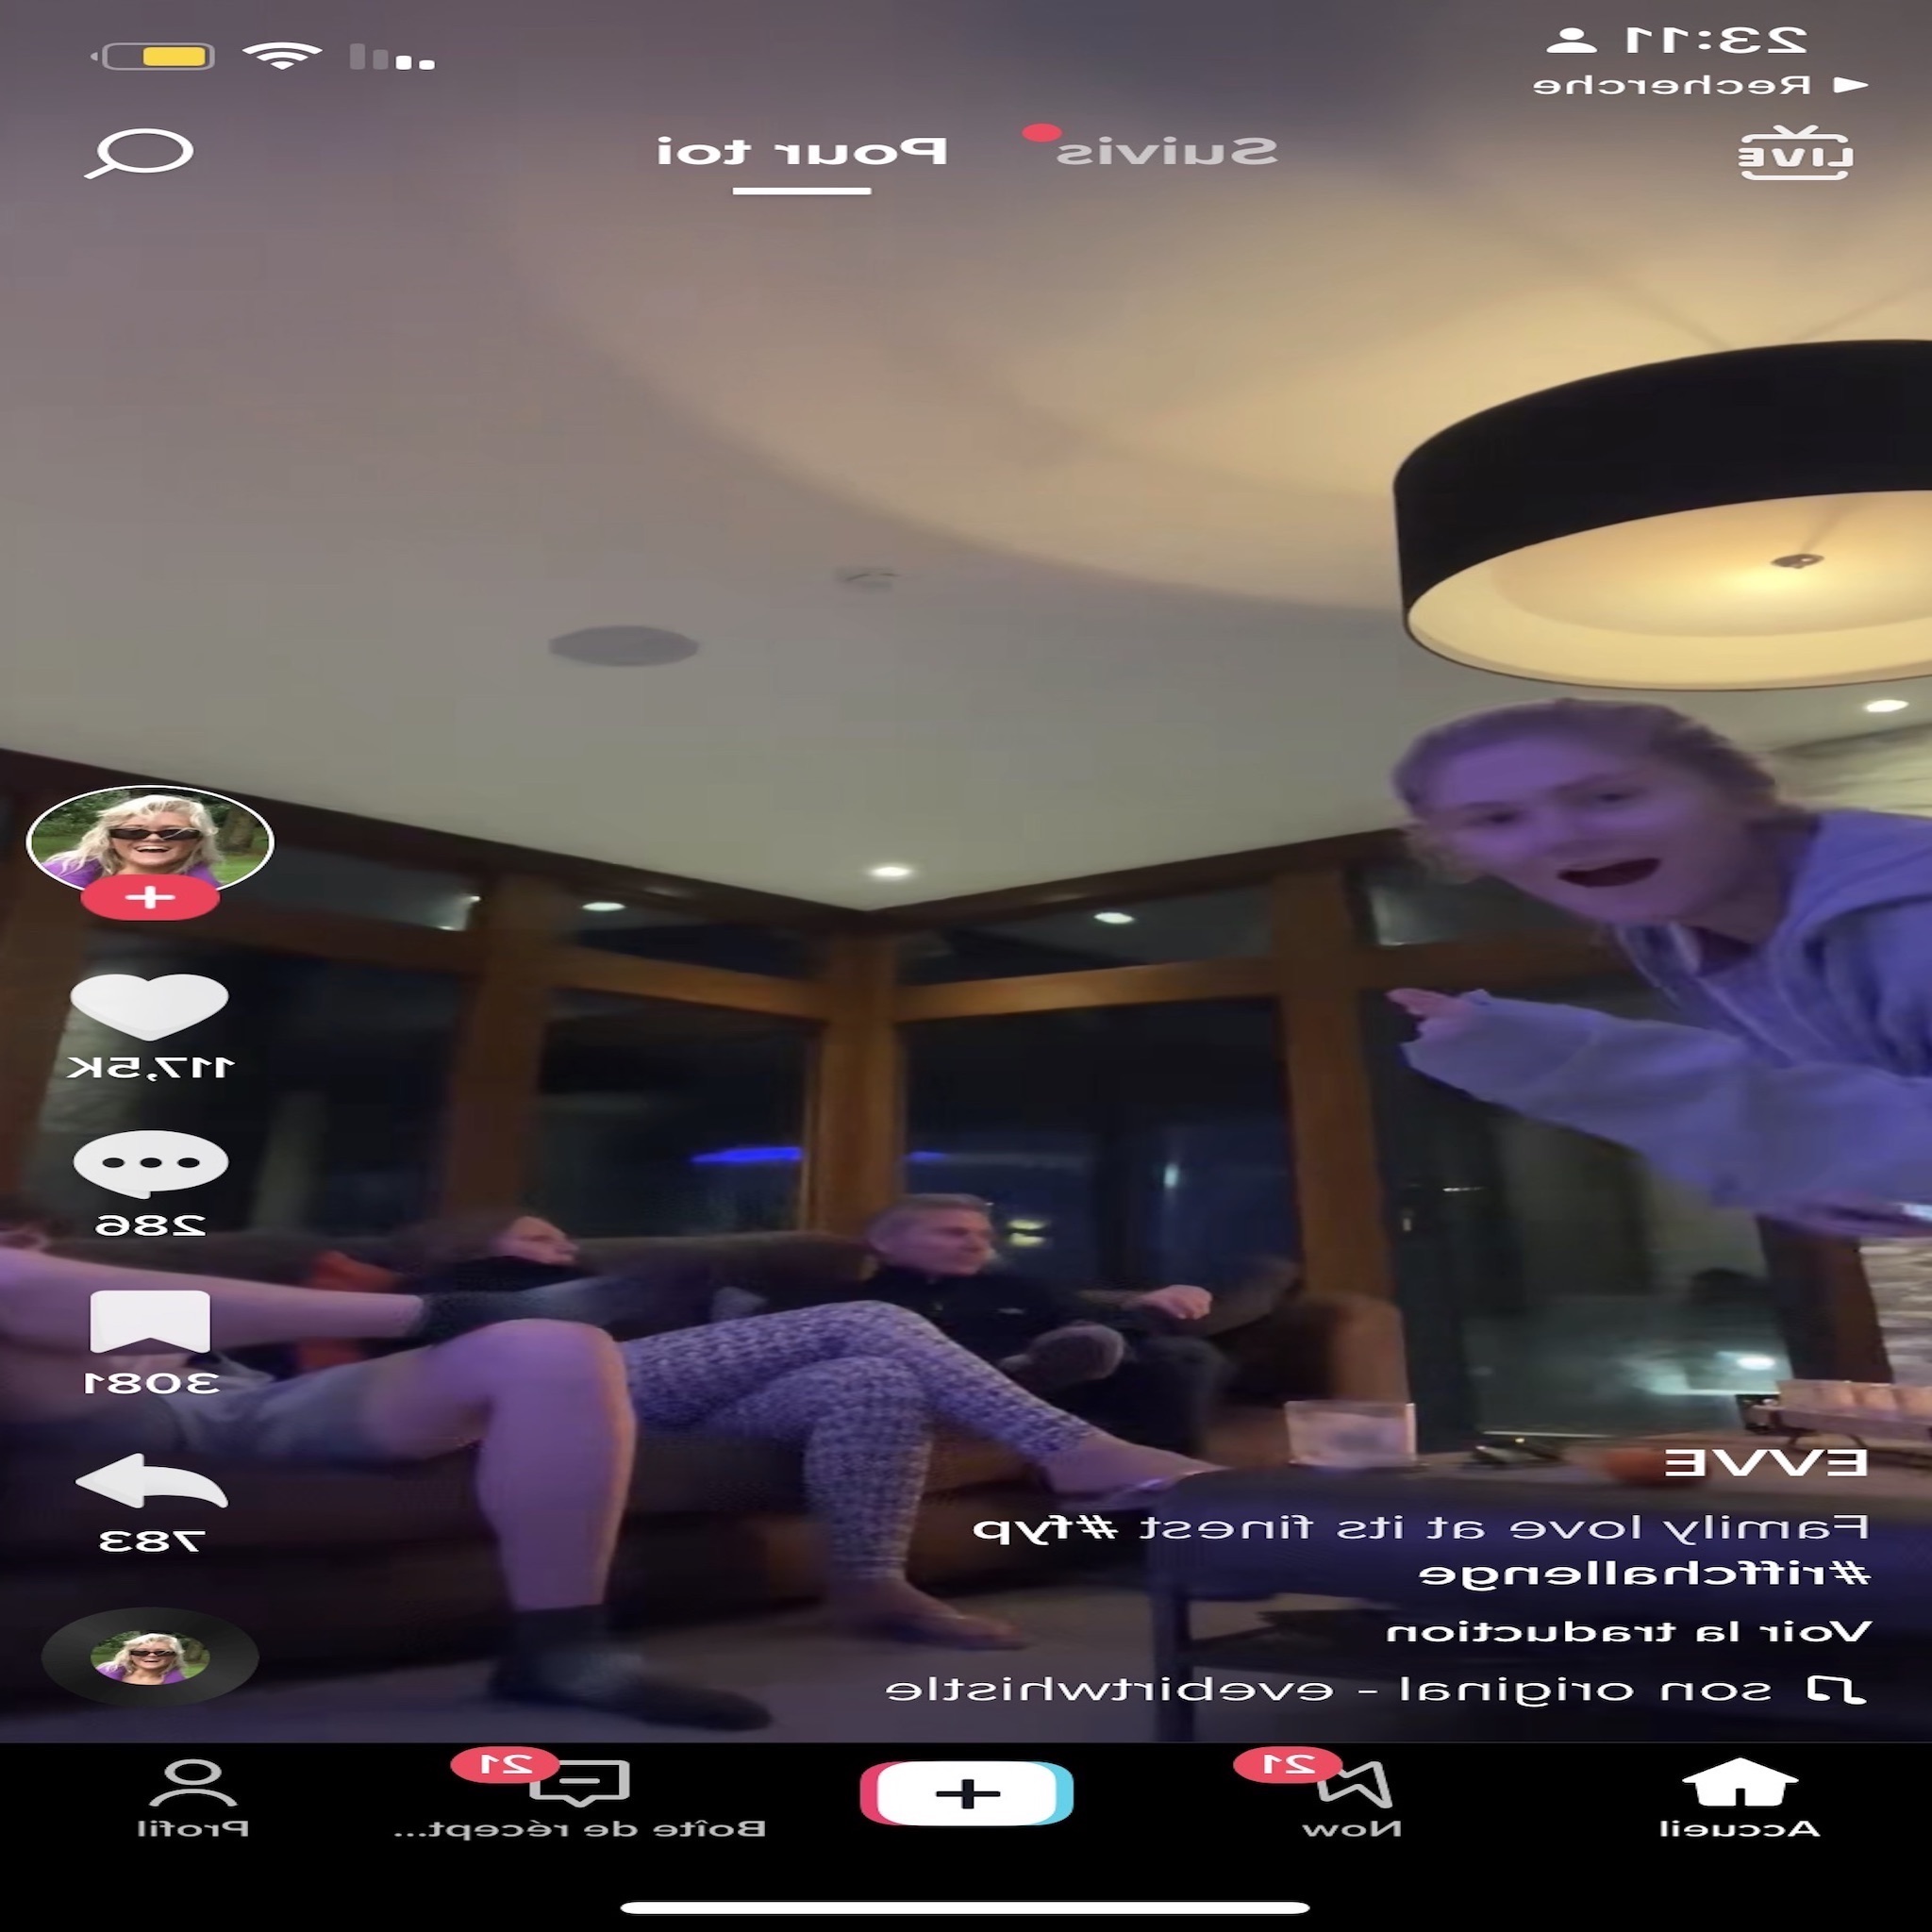 23:11
Recherche
LIVE
Suivis Pour toi
117,5K
286
3081
783
EVVE
Family love at its finest #fyp
#riffchallenge
Voir la traduction
son original - evebirtwhistle
Accueil
Now 21
Boîte de récept... 21
Profil